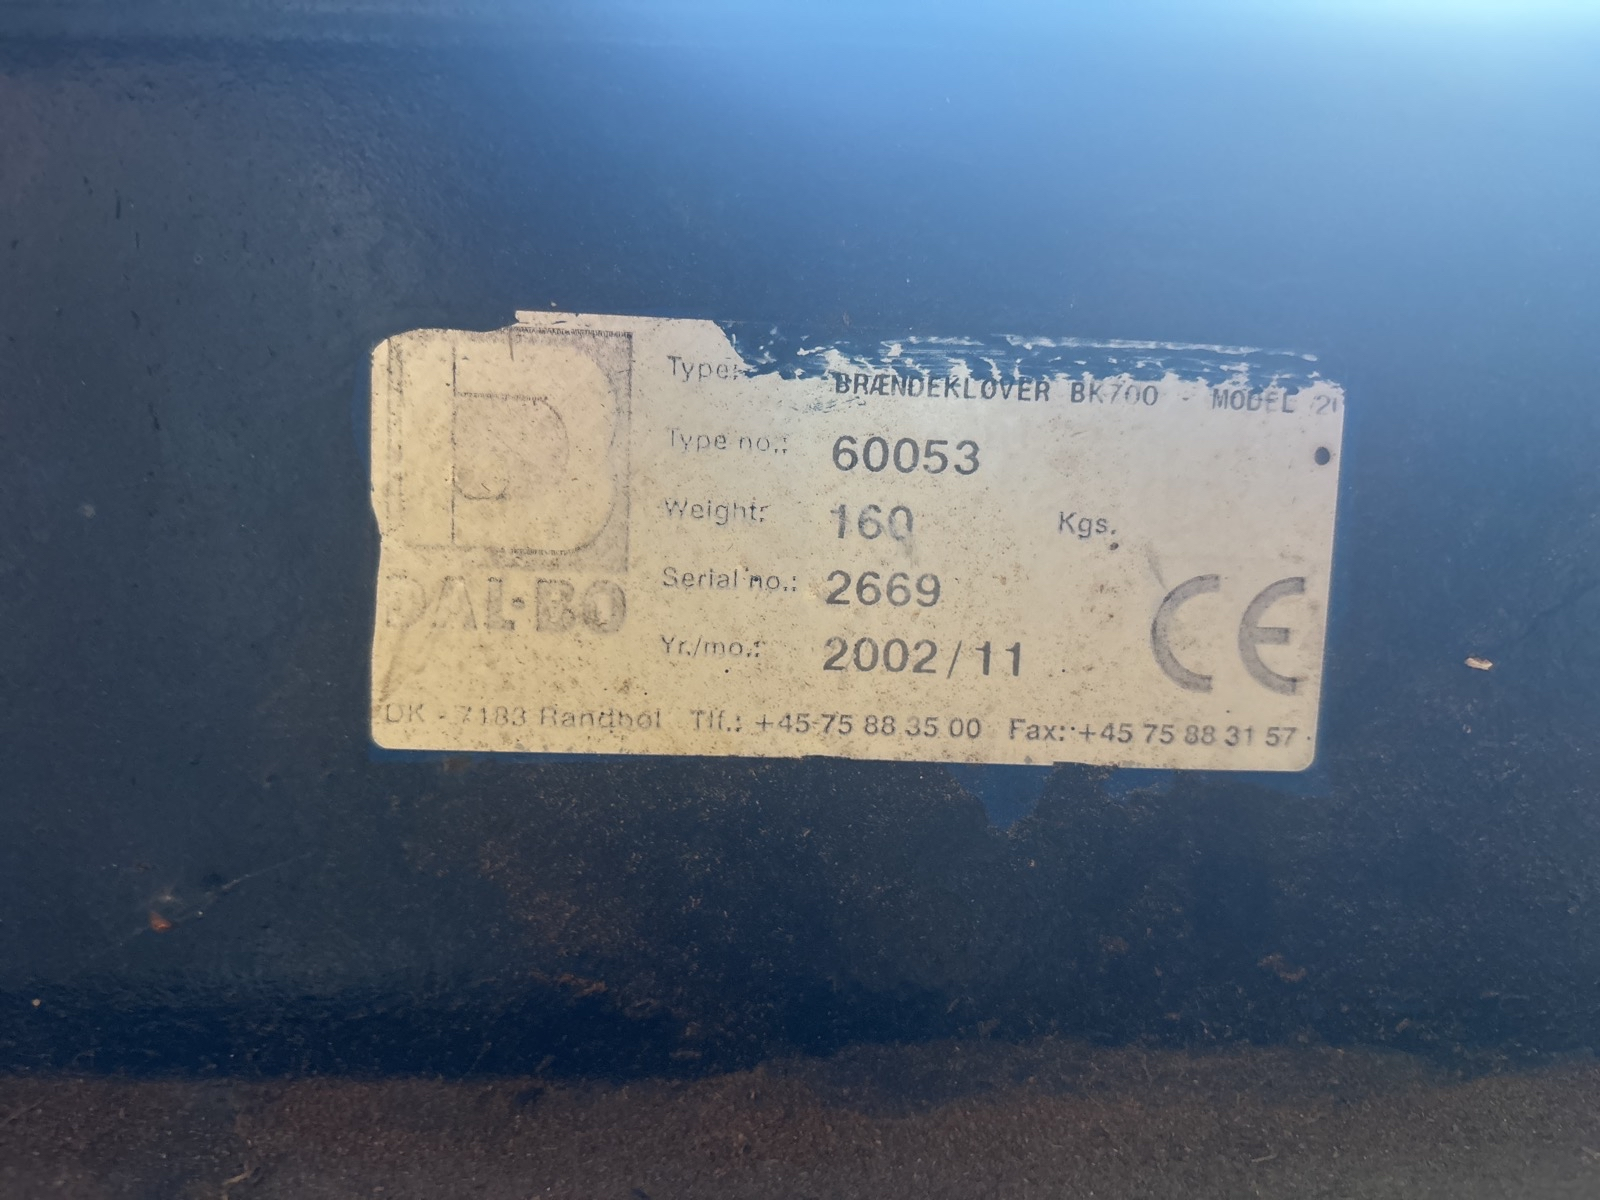 Type: BRÆNDEKLØVER BK700 - MODEL
Type no.: 60053
Weight: 160 Kgs.
Serial no.: 2669
Yr./mo.: 2002/11
DAL-BO
CE
DK - 7183 Randbøl Tlf.: +45 75 88 35 00 Fax: +45 75 88 31 57